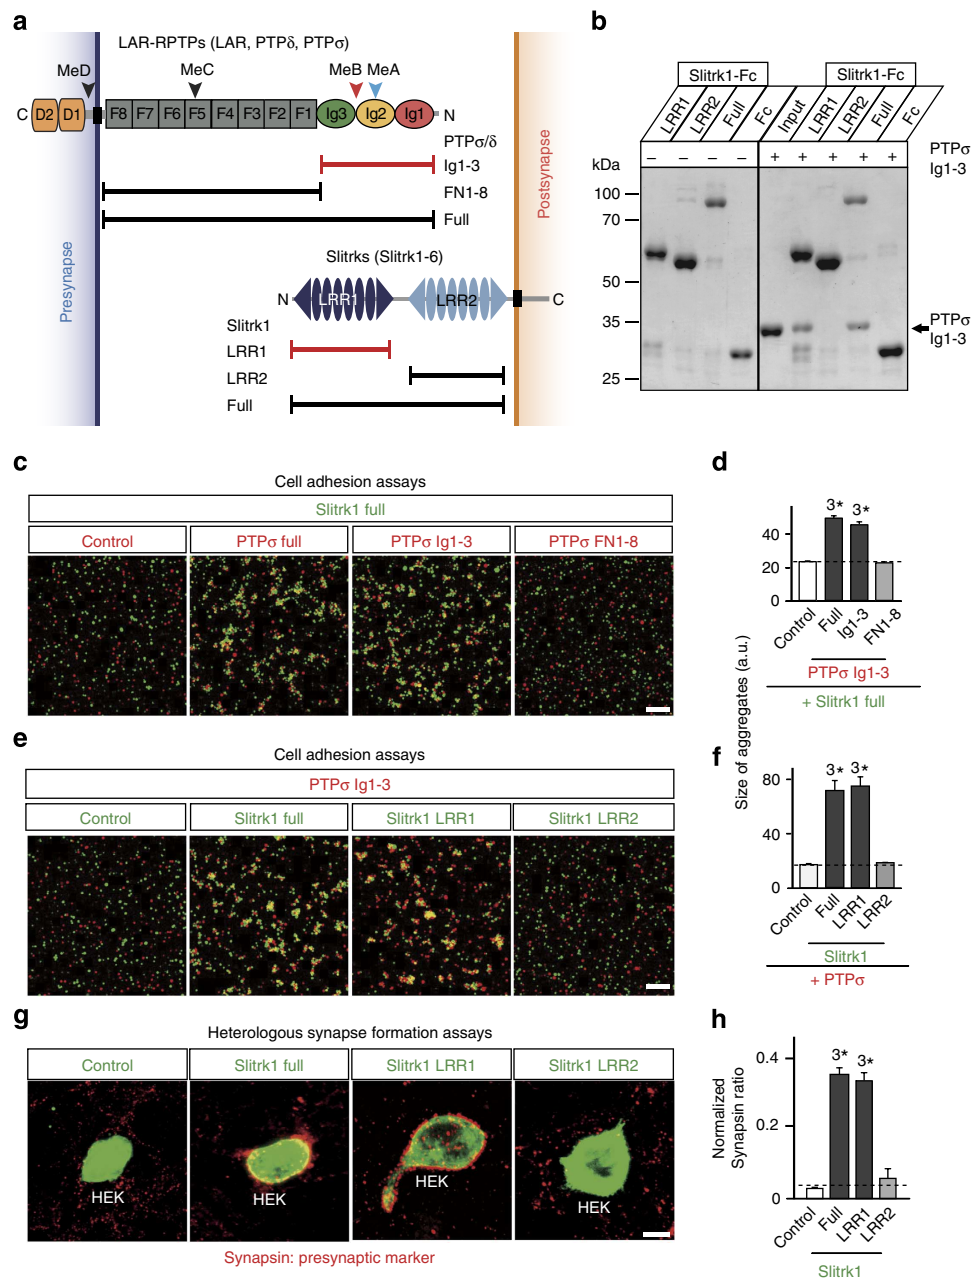 a
LAR-RPTPs (LAR, PTPδ, PTPσ)
MeD
MeC
MeB MeA
C D2 D1 F8 F7 F6 F5 F4 F3 F2 F1 Ig3 Ig2 Ig1 N
PTPσ/δ
Ig1-3
FN1-8
Full
Presynapse
Postsynapse
Slitrks (Slitrk1-6)
N LRR1 LRR2 C
Slitrk1
LRR1
LRR2
Full
b
Slitrk1-Fc Slitrk1-Fc
LRR1 LRR2 Full Fc Input LRR1 LRR2 Full Fc
– – – – + + + + +
PTPσ
Ig1-3
kDa
100
70
50
35
25
PTPσ
Ig1-3
c
Cell adhesion assays
Slitrk1 full
Control PTPσ full PTPσ Ig1-3 PTPσ FN1-8
d
Size of aggregates (a.u.)
40
20
0
3* 3*
Control Full Ig1-3 FN1-8
PTPσ Ig1-3
+ Slitrk1 full
e
Cell adhesion assays
PTPσ Ig1-3
Control Slitrk1 full Slitrk1 LRR1 Slitrk1 LRR2
f
80
40
0
3* 3*
Control Full LRR1 LRR2
Slitrk1
+ PTPσ
g
Heterologous synapse formation assays
Control Slitrk1 full Slitrk1 LRR1 Slitrk1 LRR2
HEK HEK HEK HEK
Synapsin: presynaptic marker
h
Normalized
Synapsin ratio
0.4
0.2
0
3* 3*
Control Full LRR1 LRR2
Slitrk1